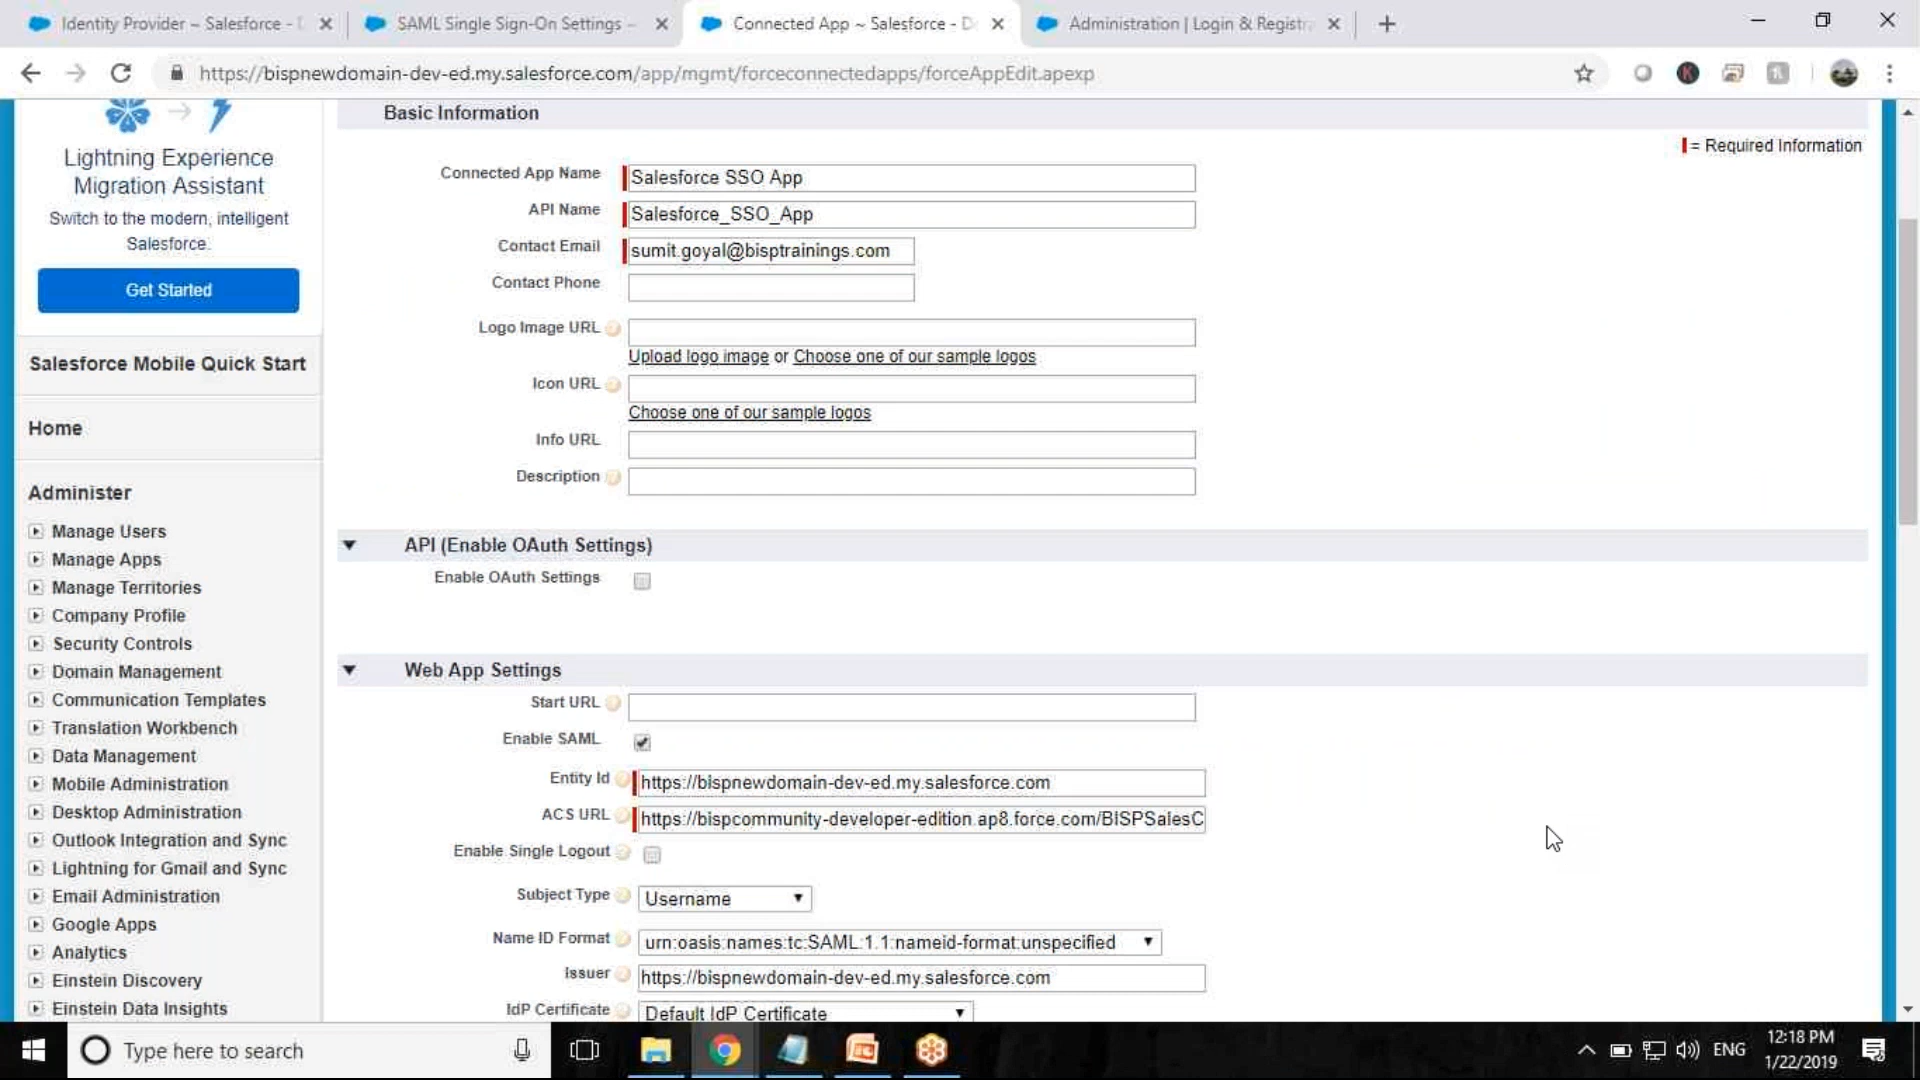 Identity Provider ~ Salesforce -
SAML Single Sign-On Settings ~
Connected App ~ Salesforce - D
Administration | Login & Registr
https://bispnewdomain-dev-ed.my.salesforce.com/app/mgmt/forceconnectedapps/forceAppEdit.apexp
Lightning Experience
Migration Assistant
Switch to the modern, intelligent
Salesforce.
Get Started
Salesforce Mobile Quick Start
Home
Administer
Manage Users
Manage Apps
Manage Territories
Company Profile
Security Controls
Domain Management
Communication Templates
Translation Workbench
Data Management
Mobile Administration
Desktop Administration
Outlook Integration and Sync
Lightning for Gmail and Sync
Email Administration
Google Apps
Analytics
Einstein Discovery
Einstein Data Insights
Basic Information
= Required Information
Connected App Name Salesforce SSO App
API Name Salesforce_SSO_App
Contact Email sumit.goyal@bisptrainings.com
Contact Phone
Logo Image URL
Upload logo image or Choose one of our sample logos
Icon URL
Choose one of our sample logos
Info URL
Description
API (Enable OAuth Settings)
Enable OAuth Settings
Web App Settings
Start URL
Enable SAML
Entity Id https://bispnewdomain-dev-ed.my.salesforce.com
ACS URL https://bispcommunity-developer-edition.ap8.force.com/BISPSalesC
Enable Single Logout
Subject Type Username
Name ID Format urn:oasis:names:tc:SAML:1.1:nameid-format:unspecified
Issuer https://bispnewdomain-dev-ed.my.salesforce.com
IdP Certificate Default IdP Certificate
Type here to search
ENG
12:18 PM
1/22/2019